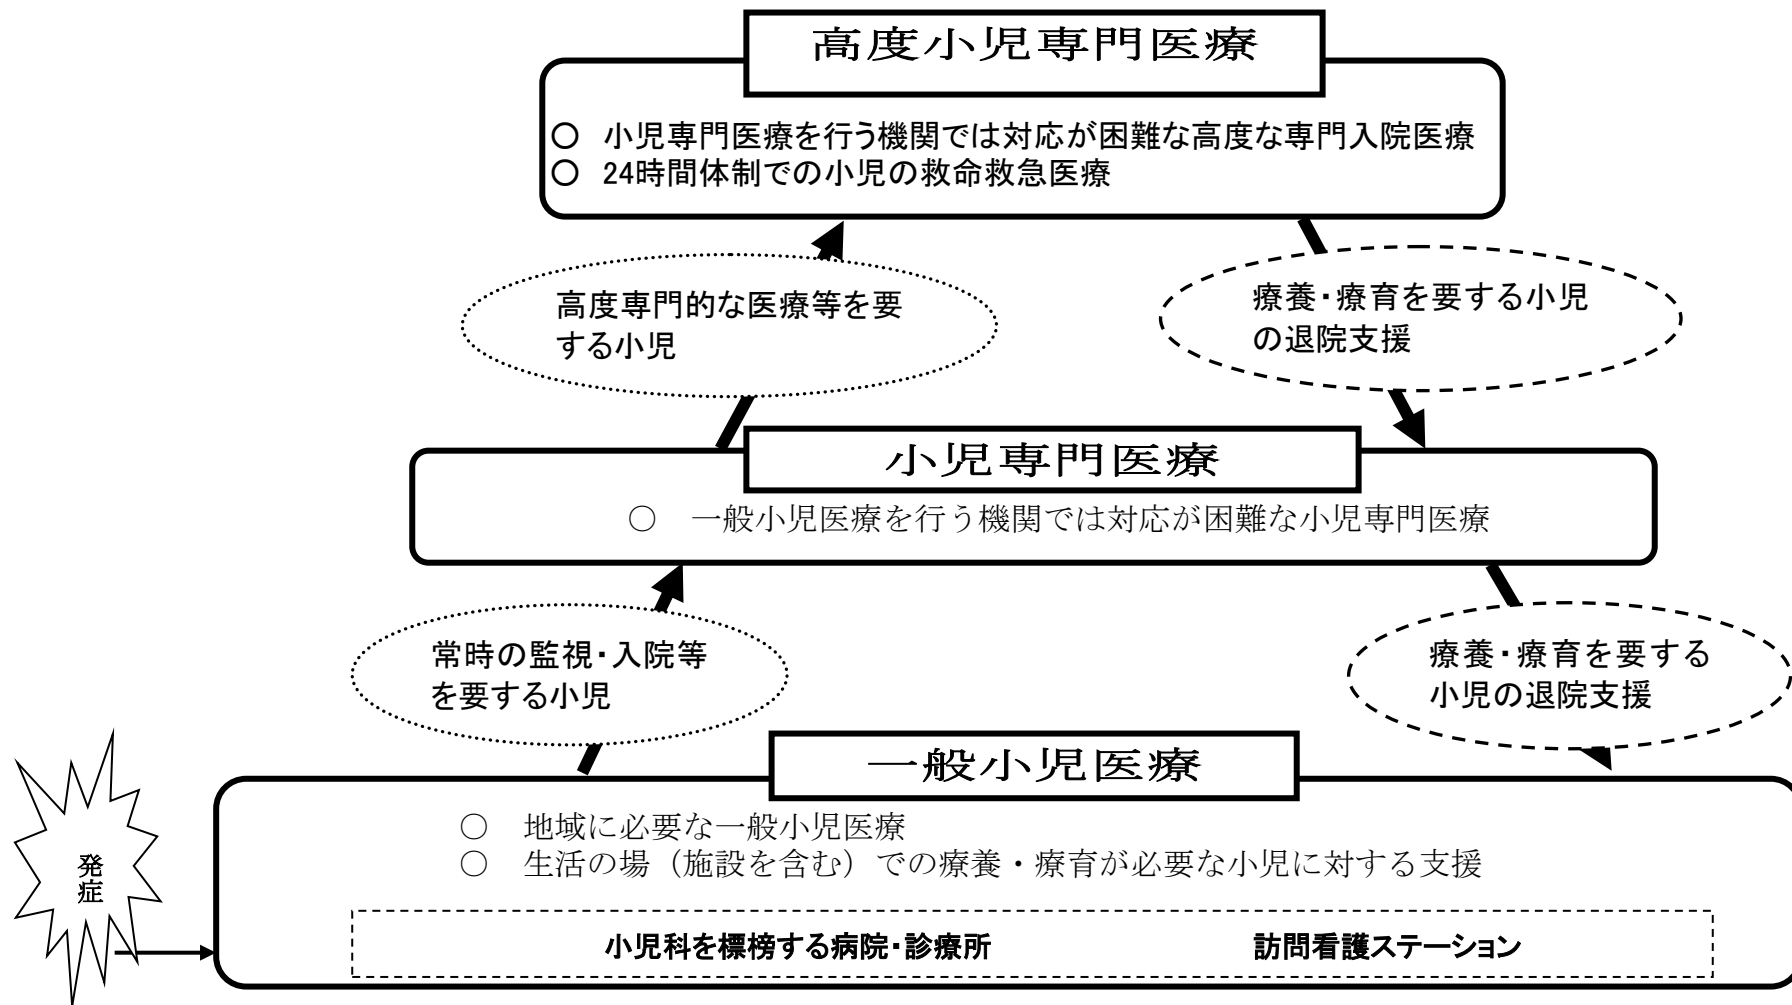 高度小児専門医療
○ 小児専門医療を行う機関では対応が困難な高度な専門入院医療
○ 24時間体制での小児の救命救急医療
高度専門的な医療等を要
する小児
療養・療育を要する小児
の退院支援
小児専門医療
○ 一般小児医療を行う機関では対応が困難な小児専門医療
常時の監視・入院等
を要する小児
療養・療育を要する
小児の退院支援
一般小児医療
○ 地域に必要な一般小児医療
○ 生活の場（施設を含む）での療養・療育が必要な小児に対する支援
発症
小児科を標榜する病院・診療所 訪問看護ステーション